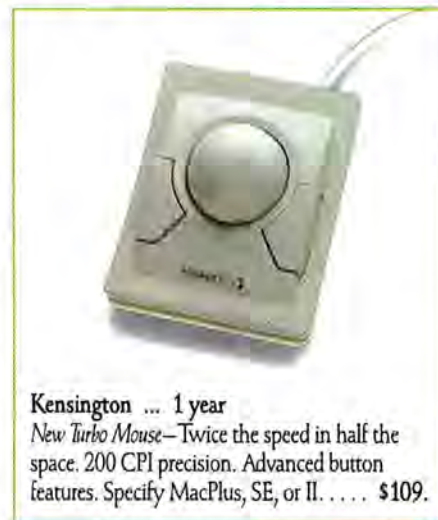 Kensington ... 1 year
New Turbo Mouse—Twice the speed in half the
space. 200 CPI precision. Advanced button
features. Specify MacPlus, SE, or II. . . . . $109.